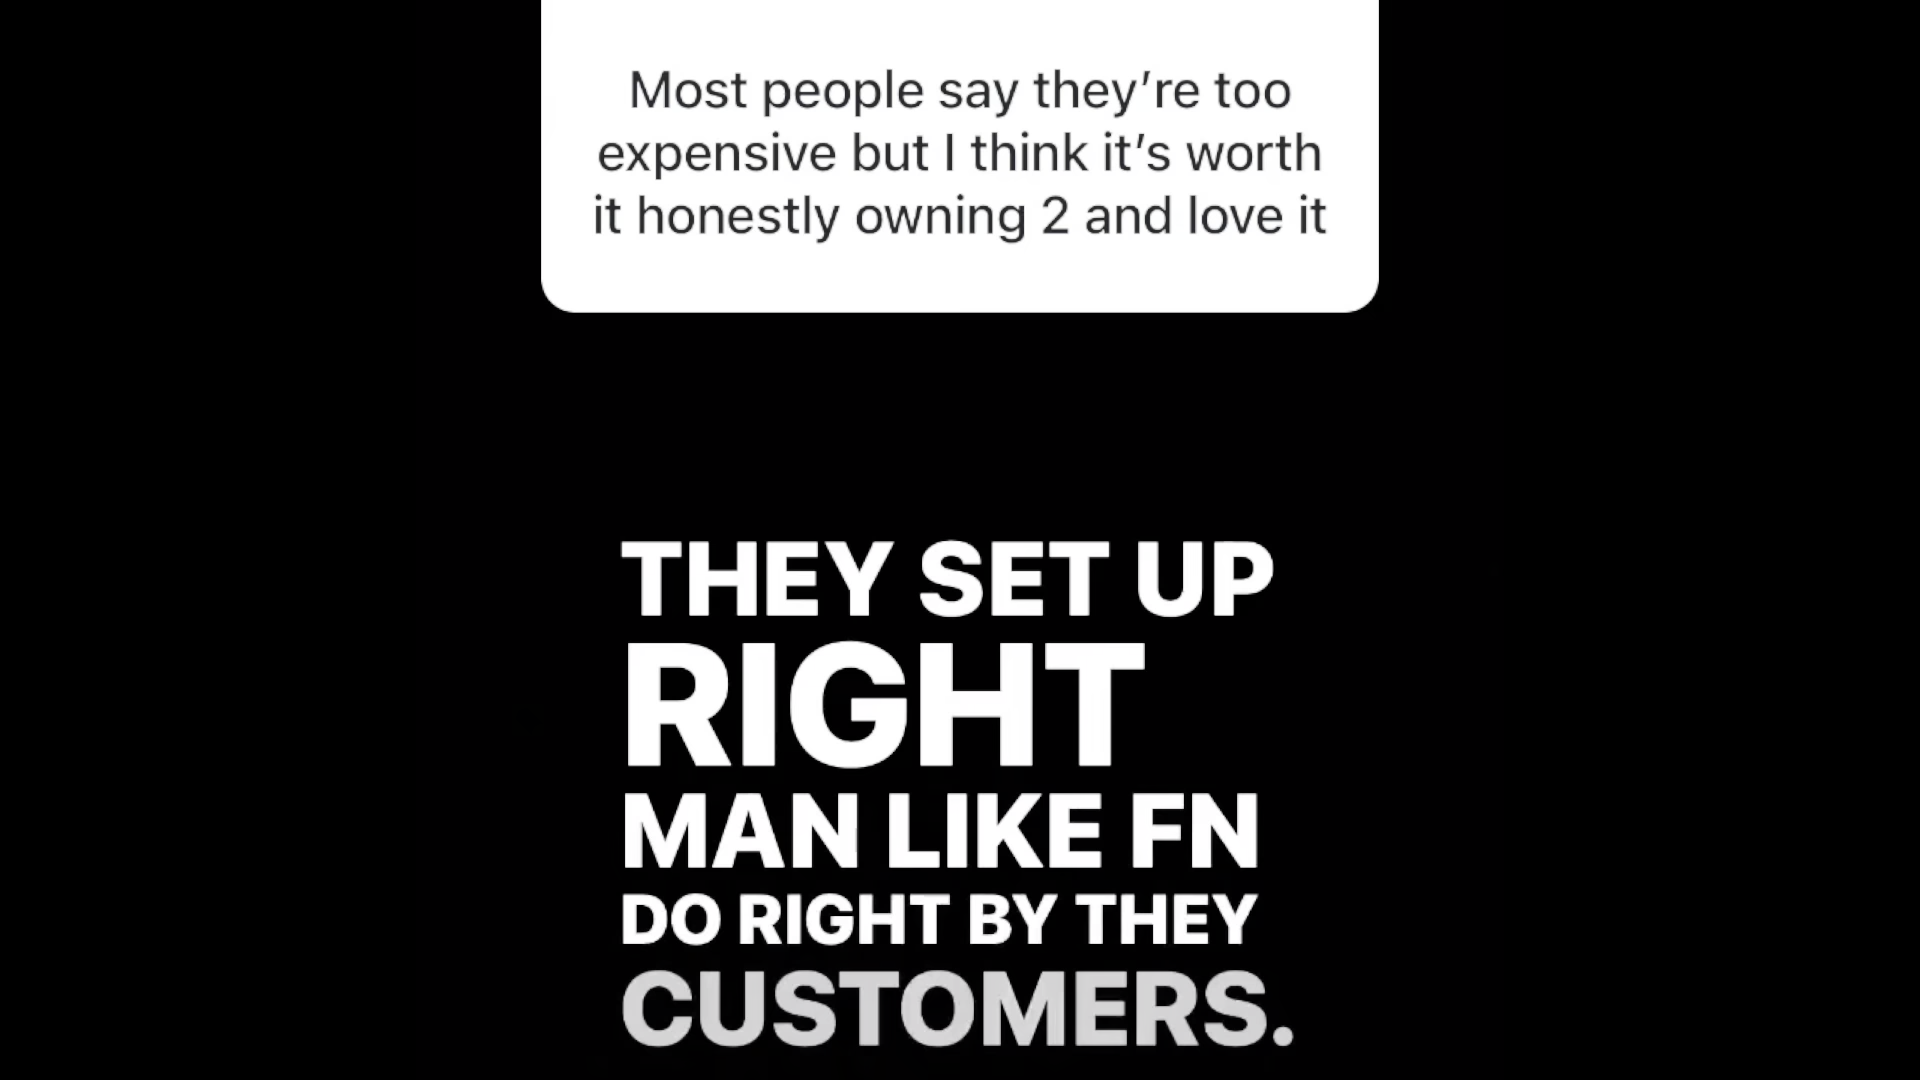 Most people say they’re too
expensive but I think it’s worth
it honestly owning 2 and love it
THEY SET UP
RIGHT
MAN LIKE FN
DO RIGHT BY THEY
CUSTOMERS.